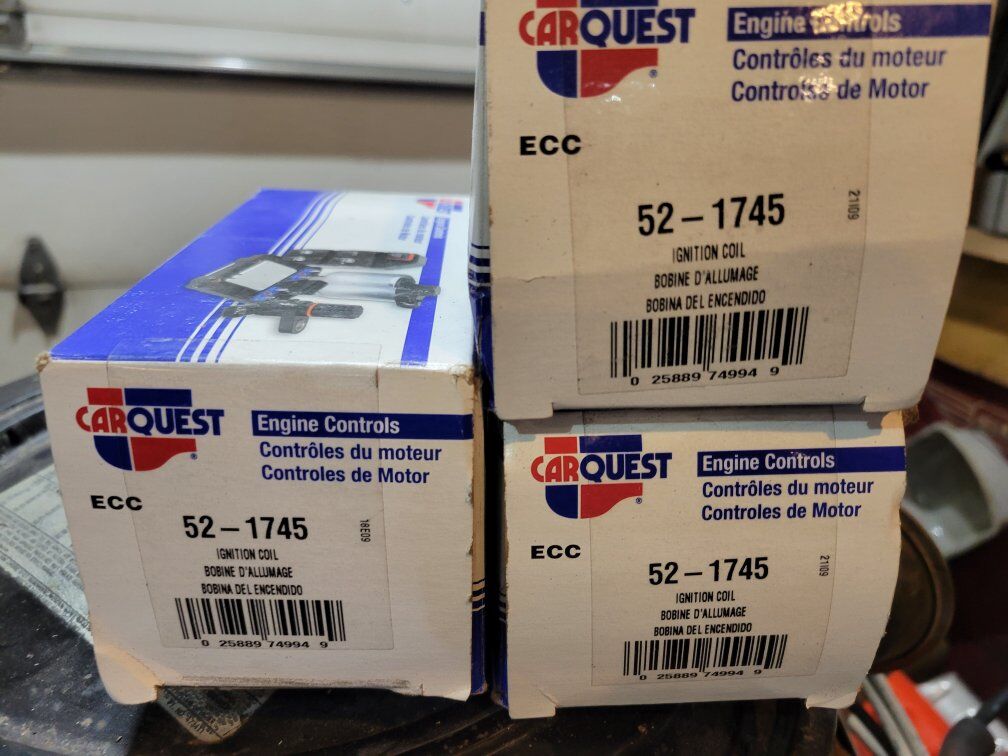 CARQUEST
Engine Controls
Contrôles du moteur
Controles de Motor
ECC
52-1745
21I09
IGNITION COIL
BOBINE D'ALLUMAGE
BOBINA DEL ENCENDIDO
0 25889 74994 9
CARQUEST
Engine Controls
Contrôles du moteur
Controles de Motor
ECC
52-1745
18E09
IGNITION COIL
BOBINE D'ALLUMAGE
BOBINA DEL ENCENDIDO
0 25889 74994 9
CARQUEST
Engine Controls
Contrôles du moteur
Controles de Motor
ECC
52-1745
21I09
IGNITION COIL
BOBINE D'ALLUMAGE
BOBINA DEL ENCENDIDO
0 25889 74994 9